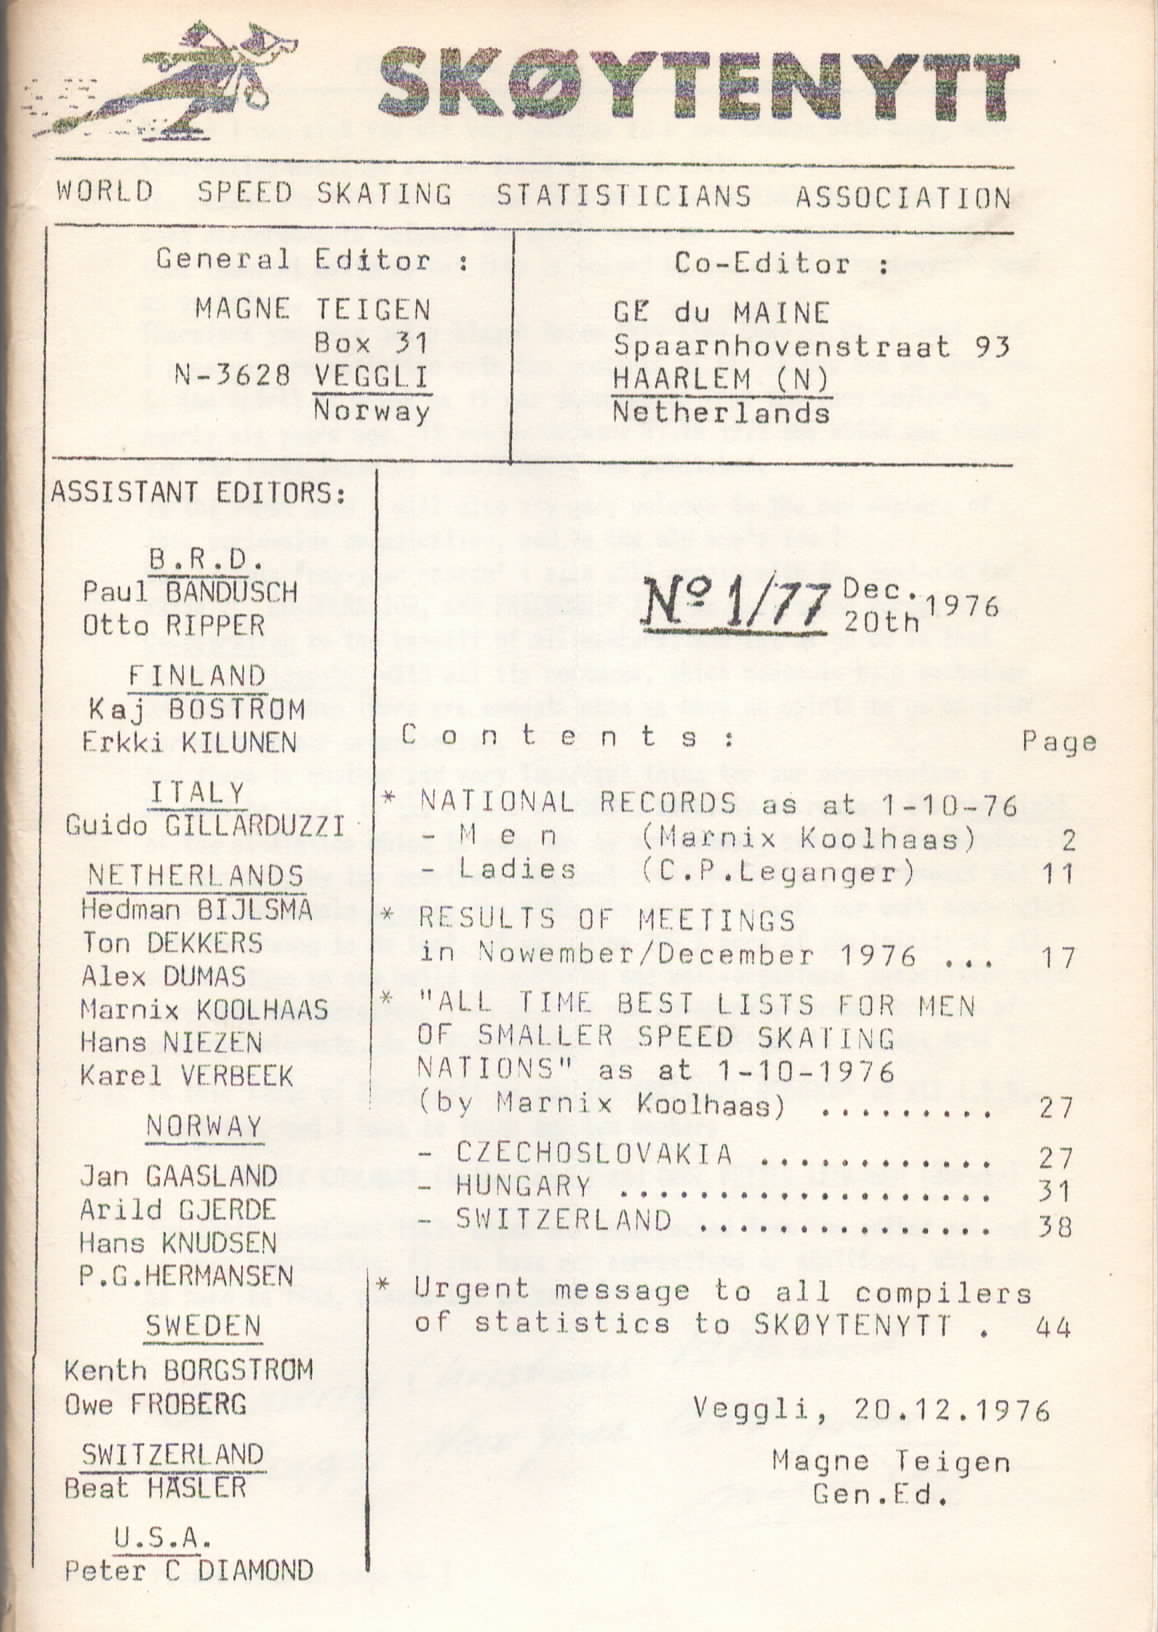 SKØYTENYTT
WORLD SPEED SKATING STATISTICIANS ASSOCIATION
General Editor :
MAGNE TEIGEN
Box 31
N-3628 VEGGLI
Norway
Co-Editor :
GÉ du MAINE
Spaarnhovenstraat 93
HAARLEM (N)
Netherlands
ASSISTANT EDITORS:
B.R.D.
Paul BANDUSCH
Otto RIPPER
FINLAND
Kaj BOSTROM
Erkki KILUNEN
ITALY
Guido GILLARDUZZI
NETHERLANDS
Hedman BIJLSMA
Ton DEKKERS
Alex DUMAS
Marnix KOOLHAAS
Hans NIEZEN
Karel VERBEEK
NORWAY
Jan GAASLAND
Arild GJERDE
Hans KNUDSEN
P.G.HERMANSEN
SWEDEN
Kenth BORGSTROM
Owe FROBERG
SWITZERLAND
Beat HÄSLER
U.S.A.
Peter C DIAMOND
Nº 1/77 Dec. 20th 1976
Contents : Page
* NATIONAL RECORDS as at 1-10-76
- Men (Marnix Koolhaas) 2
- Ladies (C.P.Leganger) 11
* RESULTS OF MEETINGS
in Nowember/December 1976 ... 17
* "ALL TIME BEST LISTS FOR MEN
OF SMALLER SPEED SKATING
NATIONS" as at 1-10-1976
(by Marnix Koolhaas) ......... 27
- CZECHOSLOVAKIA ............ 27
- HUNGARY ................... 31
- SWITZERLAND ............... 38
* Urgent message to all compilers
of statistics to SKØYTENYTT . 44
Veggli, 20.12.1976
Magne Teigen
Gen.Ed.